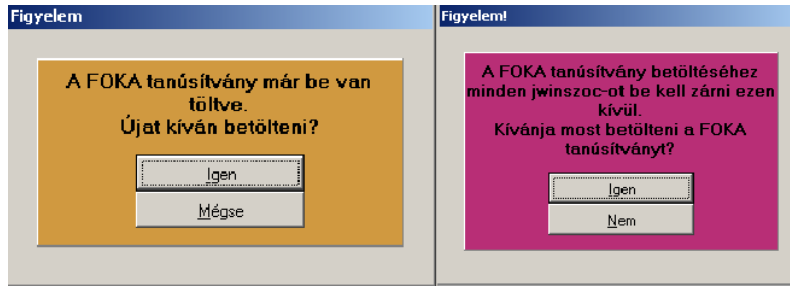 Figyelem
A FOKA tanúsítvány már be van
töltve.
Újat kíván betölteni?
Igen
Mégse
Figyelem!
A FOKA tanúsítvány betöltéséhez
minden jwinszoc-ot be kell zárni ezen
kívül.
Kívánja most betölteni a FOKA
tanúsítványt?
Igen
Nem